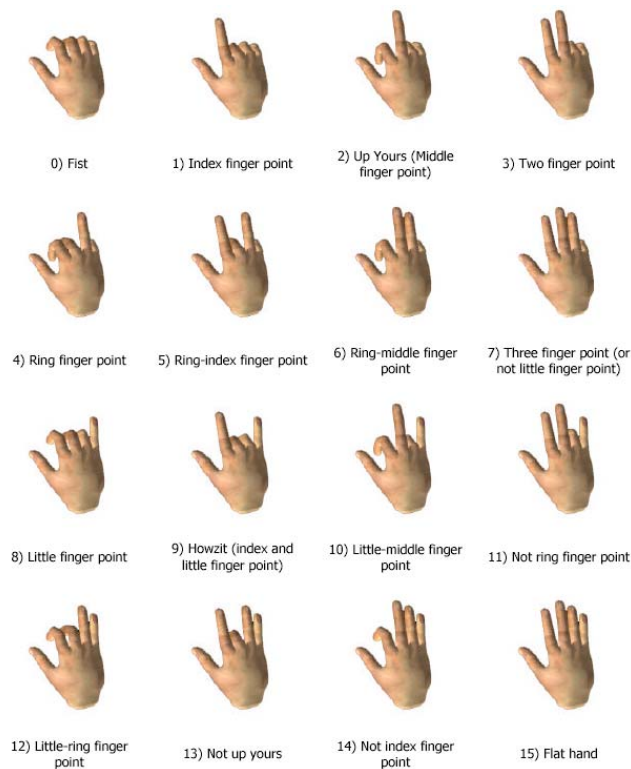 0) Fist
1) Index finger point
2) Up Yours (Middle
finger point)
3) Two finger point
4) Ring finger point
5) Ring-index finger point
6) Ring-middle finger
point
7) Three finger point (or
not little finger point)
8) Little finger point
9) Howzit (index and
little finger point)
10) Little-middle finger
point
11) Not ring finger point
12) Little-ring finger
point
13) Not up yours
14) Not index finger
point
15) Flat hand